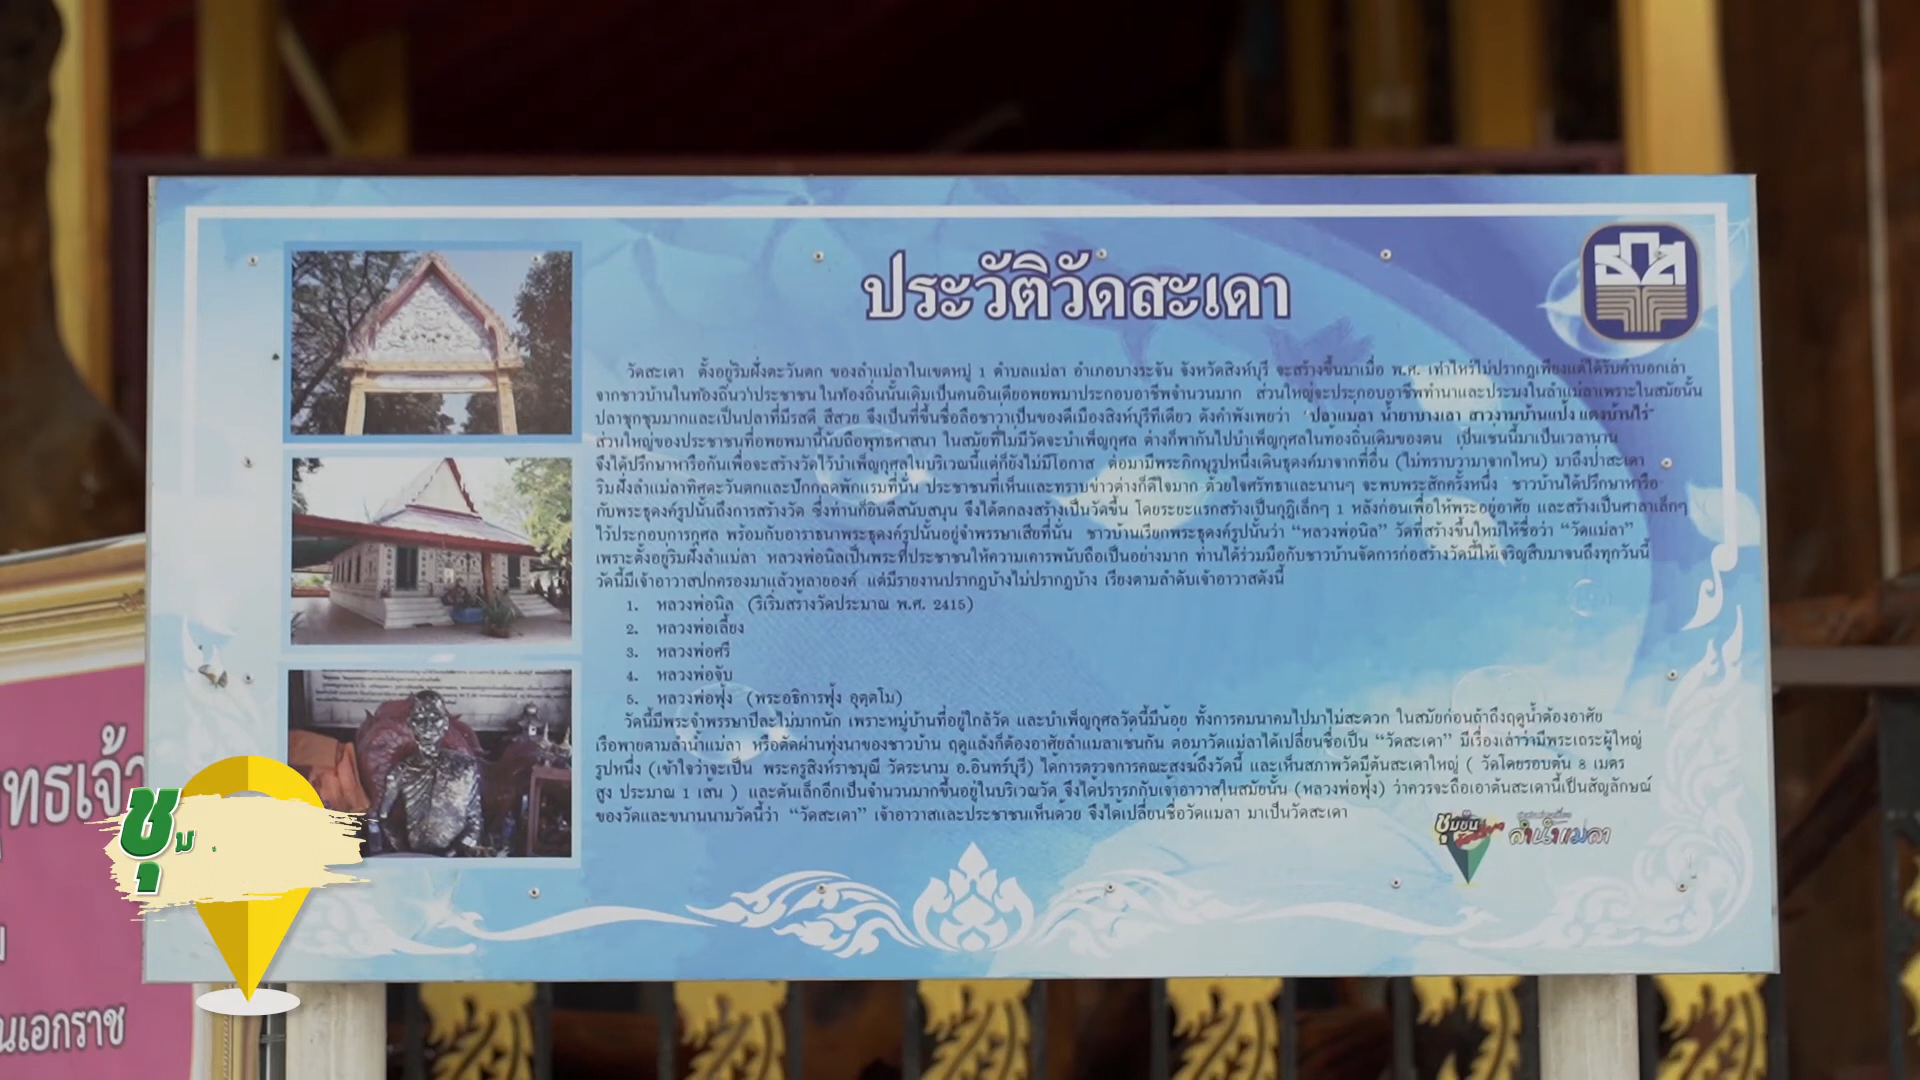 ประวัติวัดสะเดา
ธกส
วัดสะเดา ตั้งอยู่ริมฝั่งตะวันตก ของลำแม่ลาในเขตหมู่ 1 ตำบลแม่ลา อำเภอบางระจัน จังหวัดสิงห์บุรี จะสร้างขึ้นมาเมื่อ พ.ศ. เท่าไหร่ไม่ปรากฏเพียงแต่ได้รับคำบอกเล่า
จากชาวบ้านในท้องถิ่นว่าประชาชน ในท้องถิ่นนั้นเดิมเป็นคนอินเดียอพยพมาประกอบอาชีพจำนวนมาก ส่วนใหญ่จะประกอบอาชีพทำนาและประมงในลำแม่ลาเพราะในสมัยนั้น
ปลาชุกชุมมากและเป็นปลาที่มีรสดี สีสวย จึงเป็นที่ขึ้นชื่อลือชาว่าเป็นของดีเมืองสิงห์บุรีทีเดียว ดังคำพังเพยว่า "ปลาแม่ลา น้ำยาบางเลา สาวงามบ้านแป้ง แตงบ้านไร่"
ส่วนใหญ่ของประชาชนที่อพยพมานี้นับถือพุทธศาสนา ในสมัยที่ไม่มีวัดจะบำเพ็ญกุศล ต่างก็พากันไปบำเพ็ญกุศลในท้องถิ่นเดิมของตน เป็นเช่นนี้มาเป็นเวลานาน
จึงได้ปรึกษาหารือกันเพื่อจะสร้างวัดไว้บำเพ็ญกุศลในบริเวณนี้แต่ก็ยังไม่มีโอกาส ต่อมามีพระภิกษุรูปหนึ่งเดินธุดงค์มาจากที่อื่น (ไม่ทราบว่ามาจากไหน) มาถึงป่าสะเดา
ริมฝั่งลำแม่ลาทิศตะวันตกและปักกลดพักแรมที่นั่น ประชาชนที่เห็นและทราบข่าวต่างก็ดีใจมาก ด้วยใจศรัทธาและนานๆ จะพบพระสักครั้งหนึ่ง ชาวบ้านได้ปรึกษาหารือ
กับพระธุดงค์รูปนั้นถึงการสร้างวัด ซึ่งท่านก็ยินดีสนับสนุน จึงได้ตกลงสร้างเป็นวัดขึ้น โดยระยะแรกสร้างเป็นกุฏิเล็กๆ 1 หลังก่อนเพื่อให้พระอยู่อาศัย และสร้างเป็นศาลาเล็กๆ
ไว้ประกอบการกุศล พร้อมกับอาราธนาพระธุดงค์รูปนั้นอยู่จำพรรษาเสียที่นั่น ชาวบ้านเรียกพระธุดงค์รูปนั้นว่า "หลวงพ่อนิล" วัดที่สร้างขึ้นใหม่ให้ชื่อว่า "วัดแม่ลา"
เพราะตั้งอยู่ริมฝั่งลำแม่ลา หลวงพ่อนิลเป็นพระที่ประชาชนให้ความเคารพนับถือเป็นอย่างมาก ท่านได้ร่วมมือกับชาวบ้านจัดการก่อสร้างวัดนี้ให้เจริญสืบมาจนถึงทุกวันนี้
วัดนี้มีเจ้าอาวาสปกครองมาแล้วหลายองค์ แต่มีรายงานปรากฏบ้างไม่ปรากฏบ้าง เรียงตามลำดับเจ้าอาวาสดังนี้
1. หลวงพ่อนิล (ริเริ่มสร้างวัดประมาณ พ.ศ. 2415)
2. หลวงพ่อเลี้ยง
3. หลวงพ่อศรี
4. หลวงพ่อจับ
5. หลวงพ่อฟุ้ง (พระอธิการฟุ้ง อุตฺตโม)
วัดนี้มีพระจำพรรษาปีละไม่มากนัก เพราะหมู่บ้านที่อยู่ใกล้วัด และบำเพ็ญกุศลวัดนี้มีน้อย ทั้งการคมนาคมไปมาไม่สะดวก ในสมัยก่อนถ้าถึงฤดูน้ำต้องอาศัย
เรือพายตามลำน้ำแม่ลา หรือตัดผ่านทุ่งนาของชาวบ้าน ฤดูแล้งก็ต้องอาศัยลำแม่ลาเช่นกัน ต่อมาวัดแม่ลาได้เปลี่ยนชื่อเป็น "วัดสะเดา" มีเรื่องเล่าว่ามีพระเถระผู้ใหญ่
รูปหนึ่ง (เข้าใจว่าจะเป็น พระครูสิงห์ราชมุณี วัดระนาม อ.อินทร์บุรี) ได้การตรวจการคณะสงฆ์ถึงวัดนี้ และเห็นสภาพวัดมีต้นสะเดาใหญ่ ( วัดโดยรอบต้น 8 เมตร
สูง ประมาณ 1 เส้น ) และต้นเล็กอีกเป็นจำนวนมากขึ้นอยู่ในบริเวณวัด จึงได้ปรารภกับเจ้าอาวาสในสมัยนั้น (หลวงพ่อฟุ้ง) ว่าควรจะถือเอาต้นสะเดานี้เป็นสัญลักษณ์
ของวัดและขนานนามวัดนี้ว่า "วัดสะเดา" เจ้าอาวาสและประชาชนเห็นด้วย จึงได้เปลี่ยนชื่อวัดแม่ลา มาเป็นวัดสะเดา
ชุมชน
ลำน้ำแม่ลา
ทธเจ้า
ชุม
นเอกราช